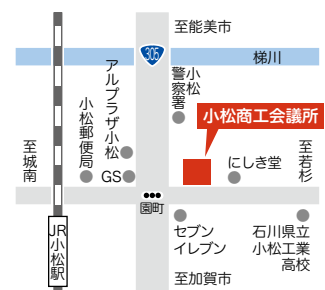 至能美市
305
梯川
小松
警察署
アルプラザ小松
小松郵便局
小松商工会議所
至城南
GS
にしき堂
至若杉
園町
JR小松駅
セブン
イレブン
石川県立
小松工業
高校
至加賀市